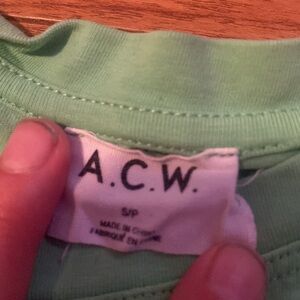 A.C.W.
S/P
MADE IN CHINA
FABRIQUÉ EN CHINE